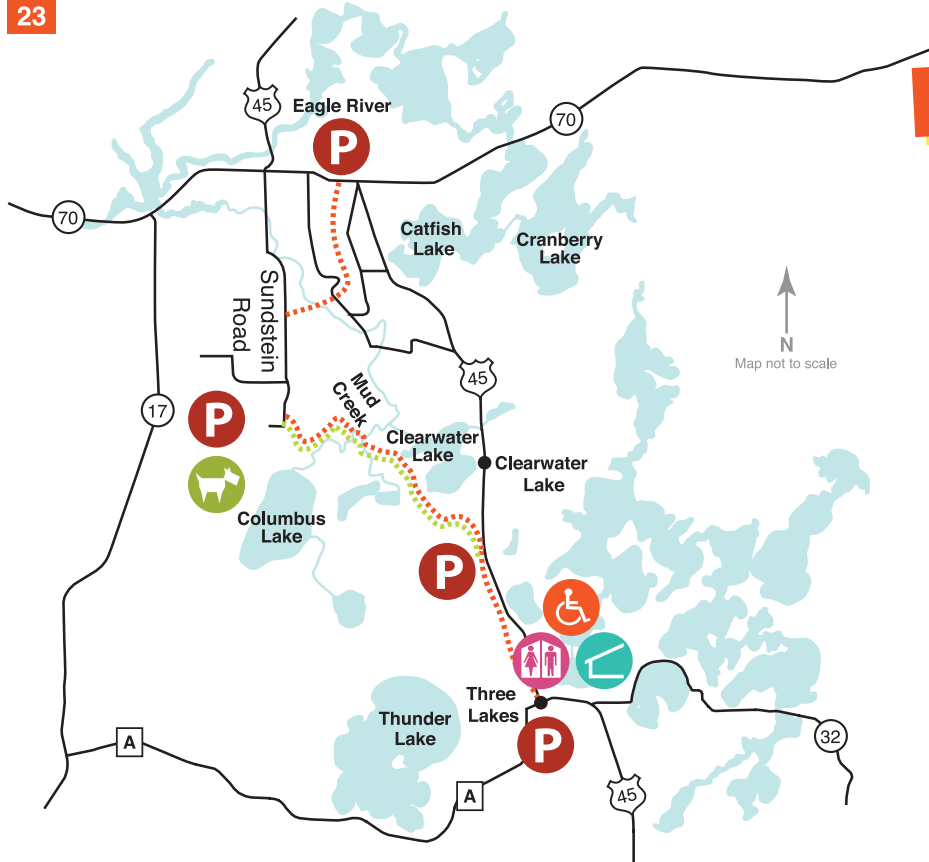 23
45
Eagle River
P
70
70
Catfish
Lake
Cranberry
Lake
Sundstein
Road
N
Map not to scale
45
Mud
Creek
17
P
Clearwater
Lake
Clearwater
Lake
Columbus
Lake
P
Three
Lakes
Thunder
Lake
P
32
A
A
45